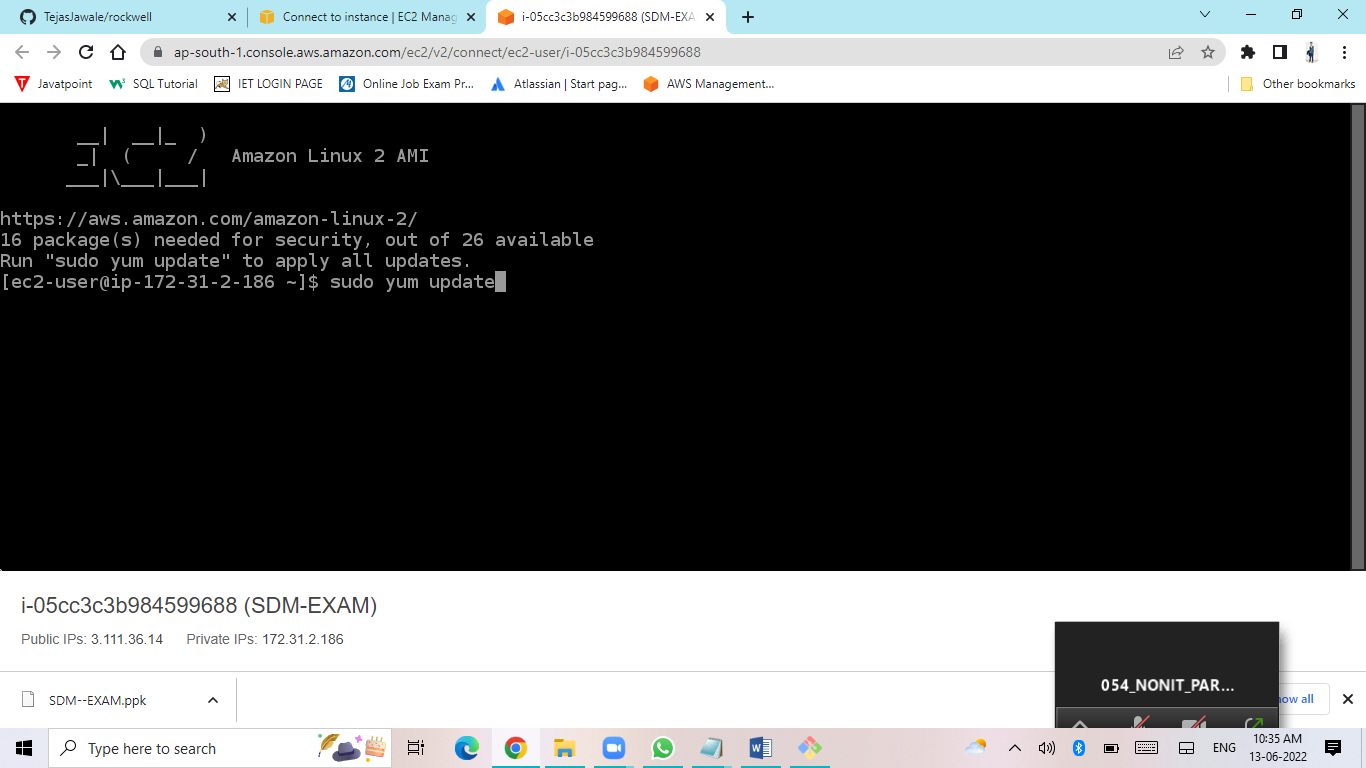 TejasJawale/rockwell
Connect to instance | EC2 Manag
i-05cc3c3b984599688 (SDM-EXA
ap-south-1.console.aws.amazon.com/ec2/v2/connect/ec2-user/i-05cc3c3b984599688
Javatpoint
SQL Tutorial
IET LOGIN PAGE
Online Job Exam Pr...
Atlassian | Start pag...
AWS Management...
Other bookmarks
__|  __|_  )
_|  (     /   Amazon Linux 2 AMI
___|\___|___|
https://aws.amazon.com/amazon-linux-2/
16 package(s) needed for security, out of 26 available
Run "sudo yum update" to apply all updates.
[ec2-user@ip-172-31-2-186 ~]$ sudo yum update
i-05cc3c3b984599688 (SDM-EXAM)
Public IPs: 3.111.36.14 Private IPs: 172.31.2.186
054_NONIT_PAR...
SDM--EXAM.ppk
how all
Type here to search
ENG
10:35 AM
13-06-2022